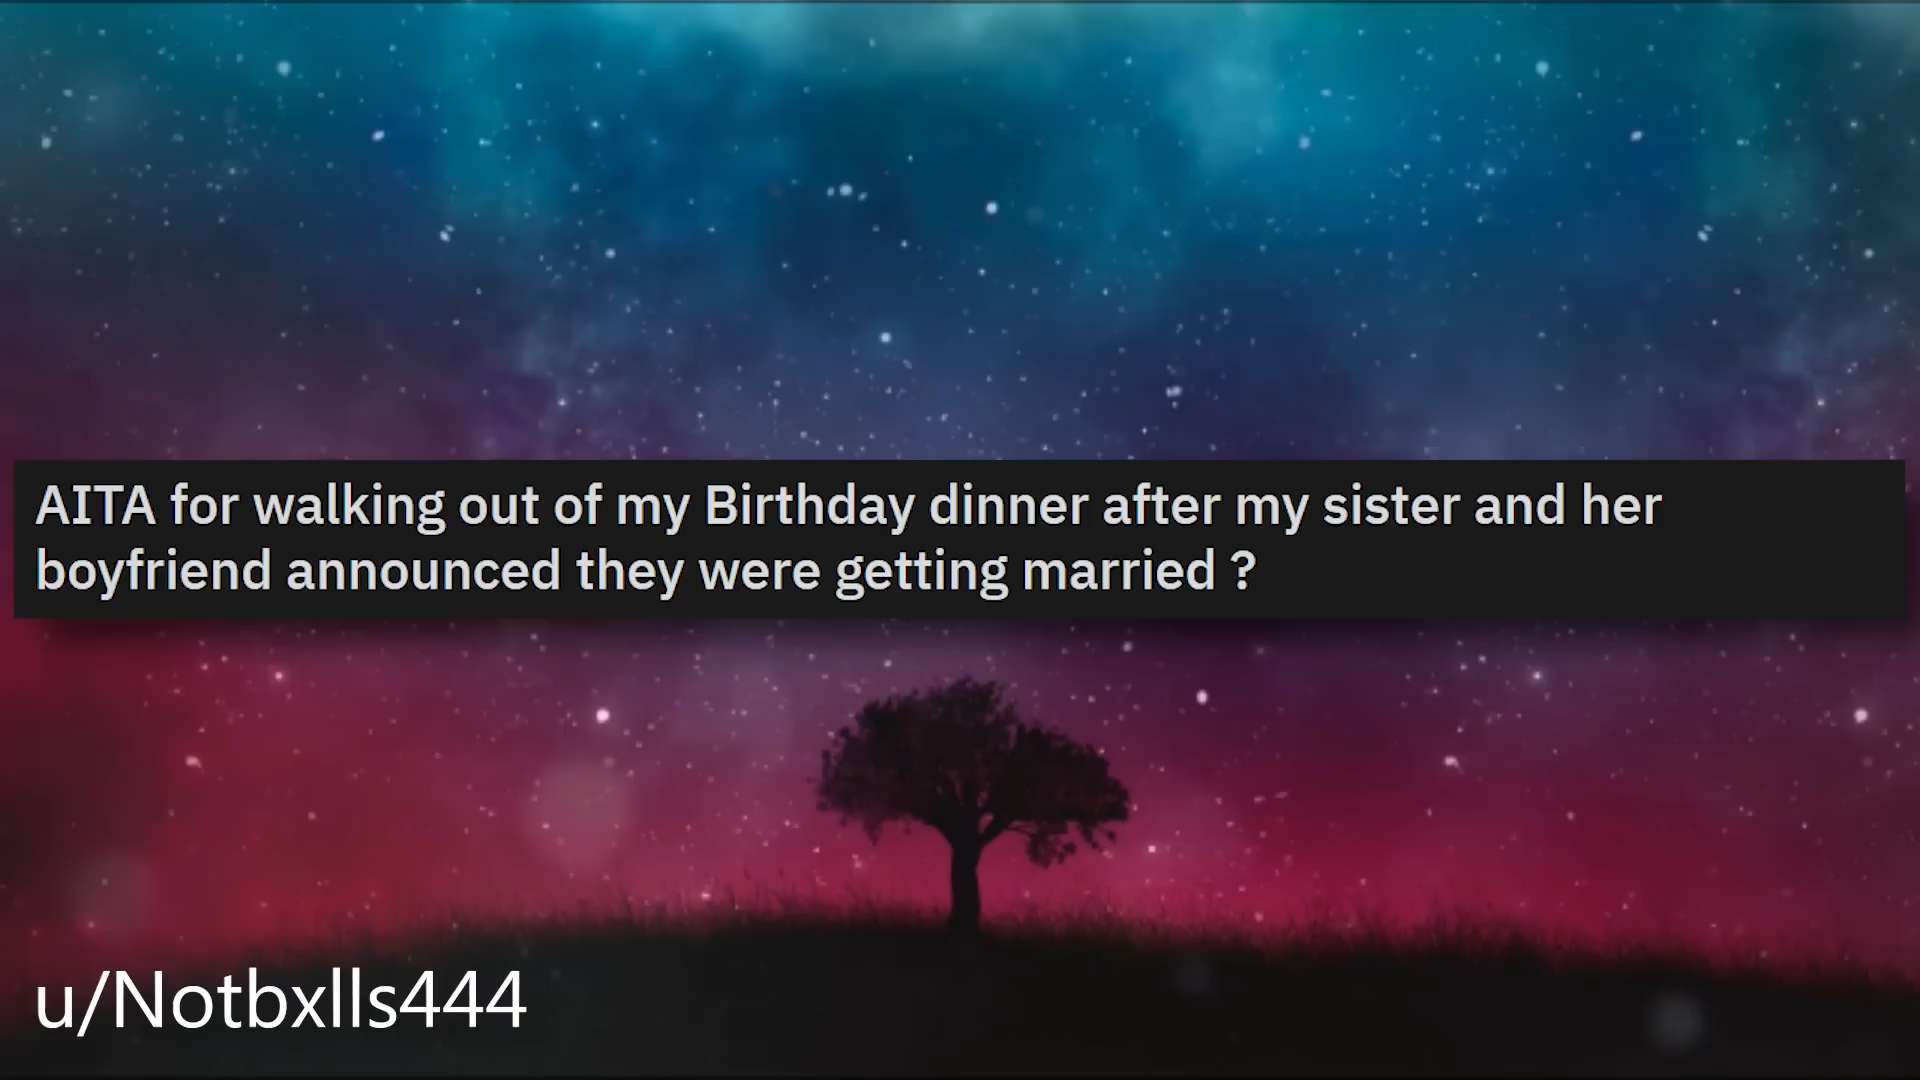 AITA for walking out of my Birthday dinner after my sister and her
boyfriend announced they were getting married ?
u/Notbxlls444